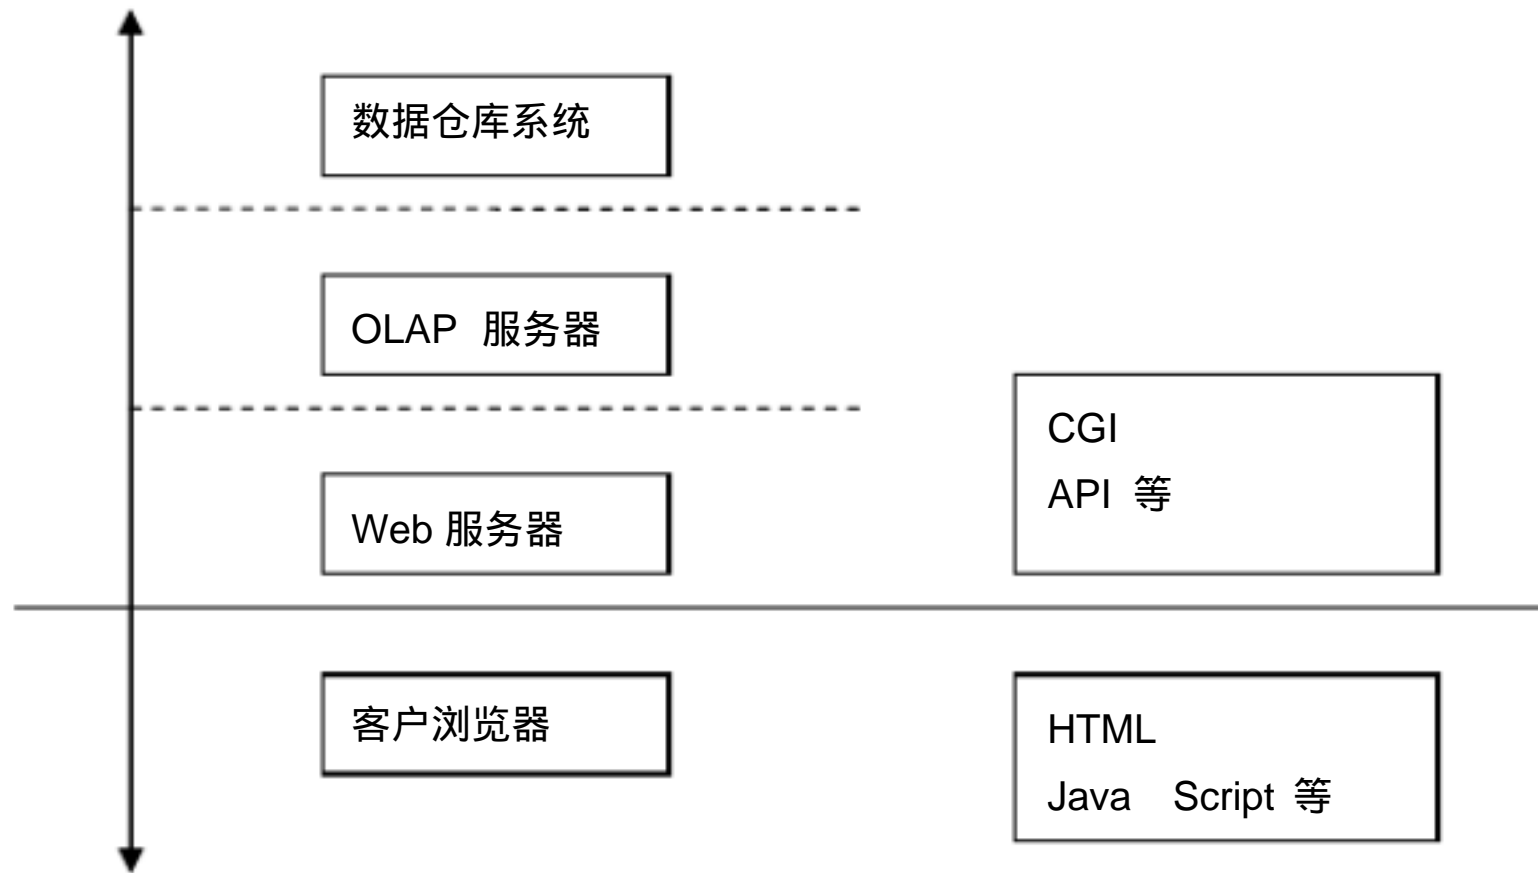 数据仓库系统
OLAP 服务器
Web 服务器
CGI
API 等
客户浏览器
HTML
Java Script 等